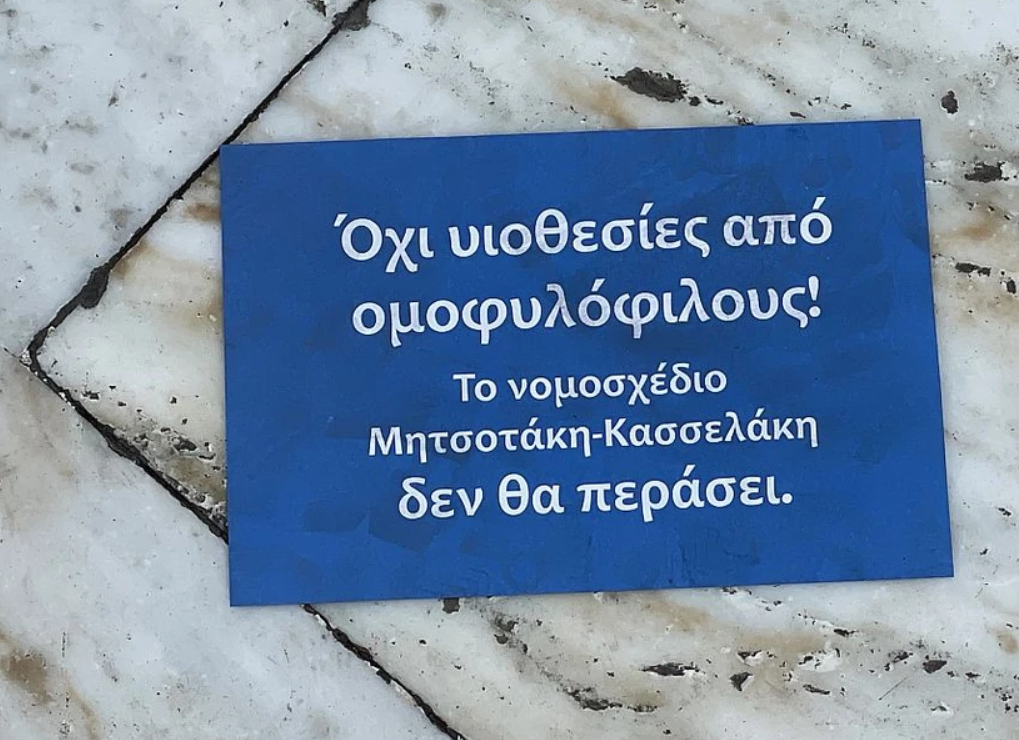 Όχι υιοθεσίες από
ομοφυλόφιλους!
Το νομοσχέδιο
Μητσοτάκη-Κασσελάκη
δεν θα περάσει.